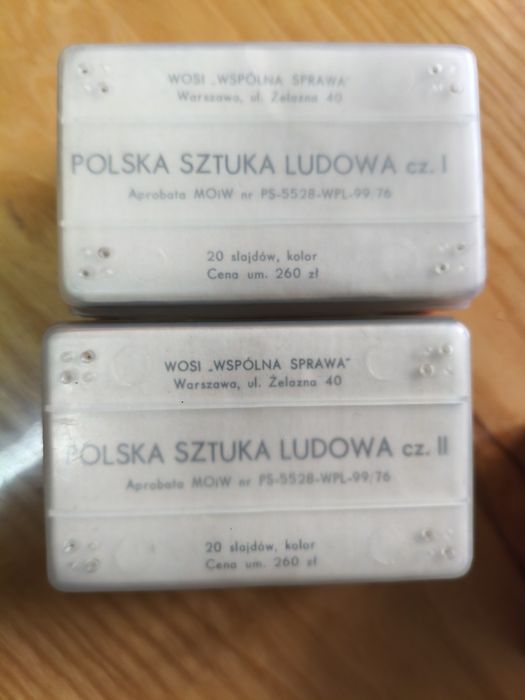 WOSI „WSPÓLNA SPRAWA"
Warszawa, ul. Żelazna 40
POLSKA SZTUKA LUDOWA cz. I
Aprobata MOiW nr PS-5528-WPL-99/76
20 slajdów, kolor
Cena um. 260 zł
WOSI „WSPÓLNA SPRAWA"
Warszawa, ul. Żelazna 40
POLSKA SZTUKA LUDOWA cz. II
Aprobata MOiW nr PS-5528-WPL-99/76
20 slajdów, kolor
Cena um. 260 zł